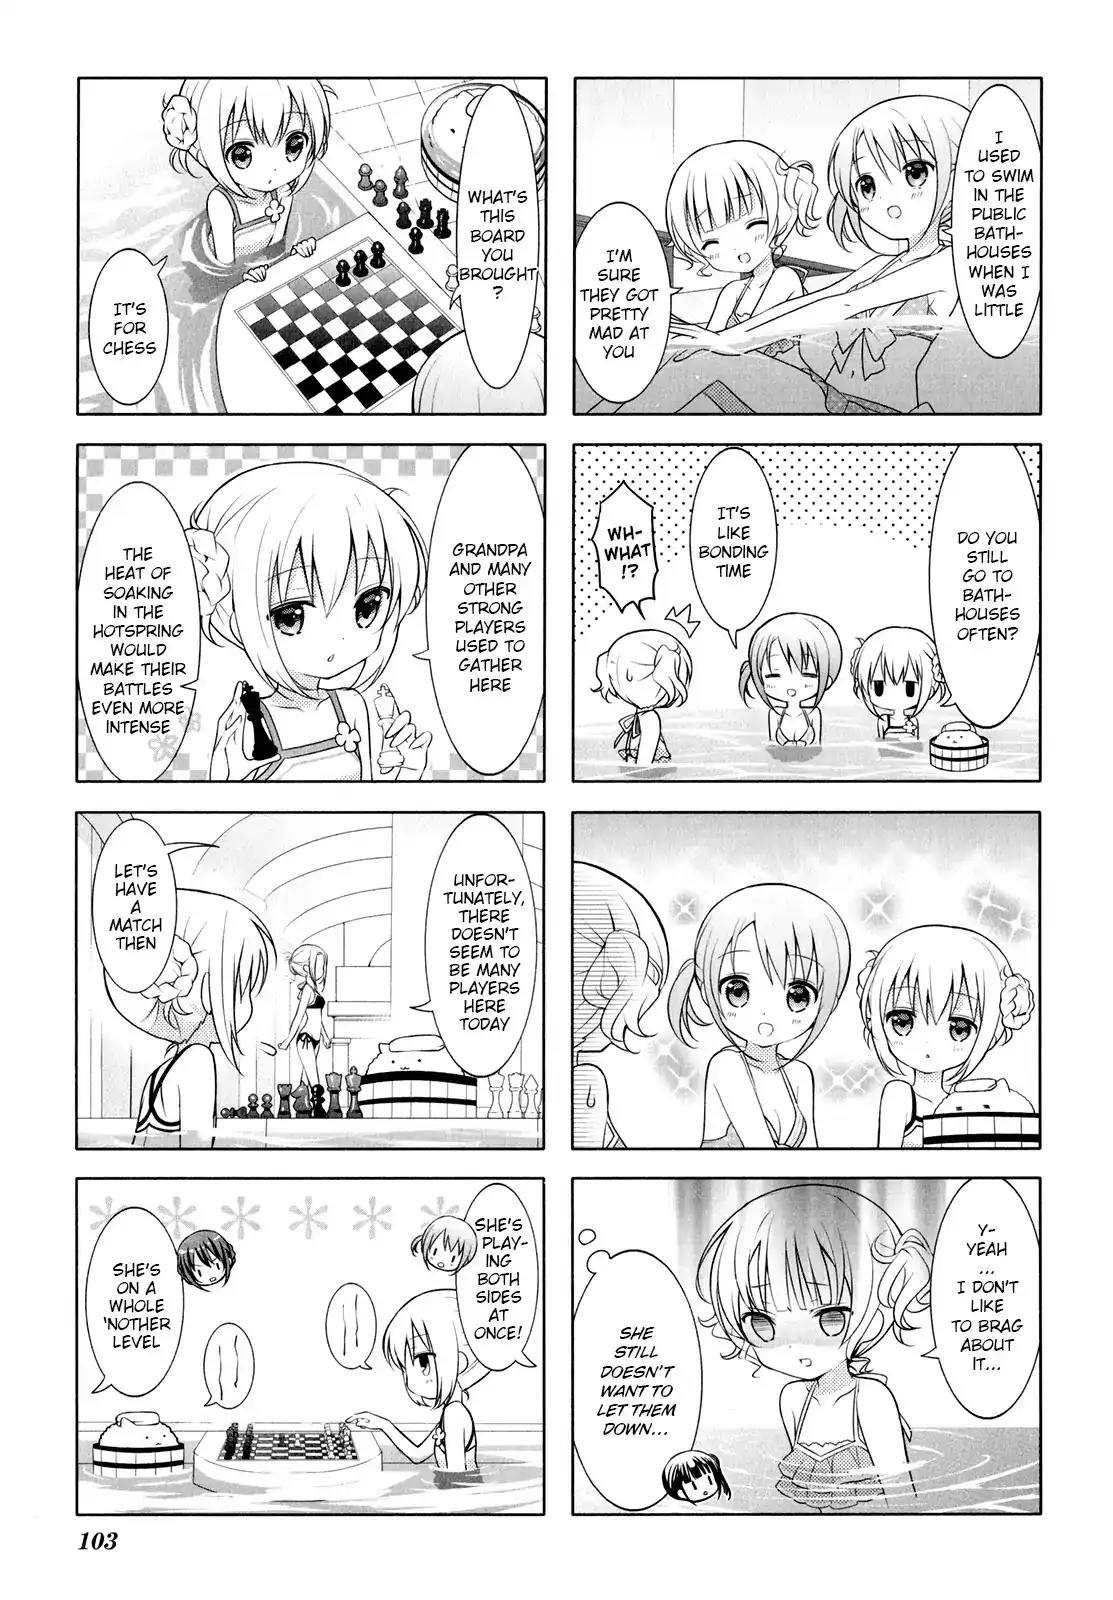 I
USED
TO SWIM
IN THE
PUBLIC
BATH-
HOUSES
WHEN I
WAS
LITTLE
I'M
SURE
THEY GOT
PRETTY
MAD AT
YOU
DO YOU
STILL
GO TO
BATH-
HOUSES
OFTEN?
IT'S
LIKE
BONDING
TIME
WH-
WHAT
!?
Y-
YEAH
...
I DON'T
LIKE
TO BRAG
ABOUT
IT...
SHE
STILL
DOESN'T
WANT TO
LET THEM
DOWN...
WHAT'S
THIS
BOARD
YOU
BROUGHT
?
IT'S
FOR
CHESS
GRANDPA
AND MANY
OTHER
STRONG
PLAYERS
USED TO
GATHER
HERE
THE
HEAT OF
SOAKING
IN THE
HOTSPRING
WOULD
MAKE THEIR
BATTLES
EVEN MORE
INTENSE
UNFOR-
TUNATELY,
THERE
DOESN'T
SEEM TO
BE MANY
PLAYERS
HERE
TODAY
LET'S
HAVE
A
MATCH
THEN
SHE'S
PLAY-
ING
BOTH
SIDES
AT
ONCE!
SHE'S
ON A
WHOLE
'NOTHER
LEVEL
103